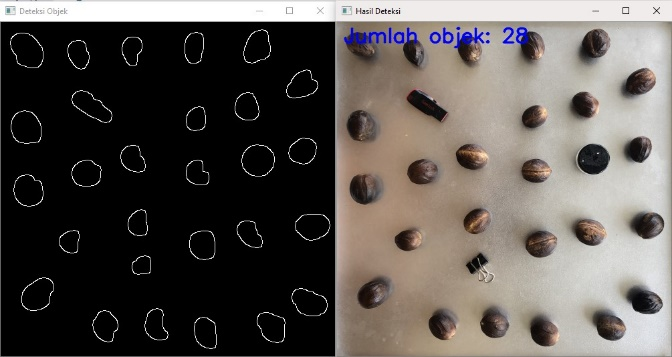 Deteksi Objek
Hasil Deteksi
Jumlah objek: 28